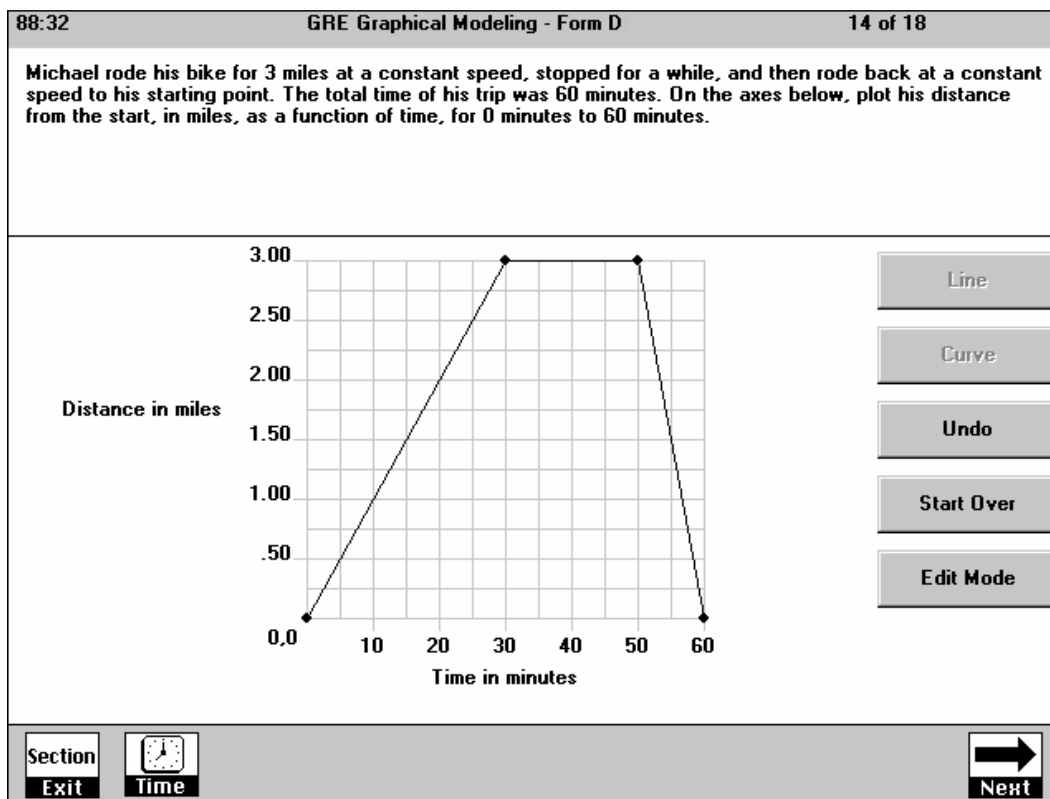 88:32 GRE Graphical Modeling - Form D 14 of 18
Michael rode his bike for 3 miles at a constant speed, stopped for a while, and then rode back at a constant
speed to his starting point. The total time of his trip was 60 minutes. On the axes below, plot his distance
from the start, in miles, as a function of time, for 0 minutes to 60 minutes.
3.00
2.50
2.00
Distance in miles
1.50
1.00
.50
0,0
10 20 30 40 50 60
Time in minutes
Line
Curve
Undo
Start Over
Edit Mode
Section
Exit
Time
Next